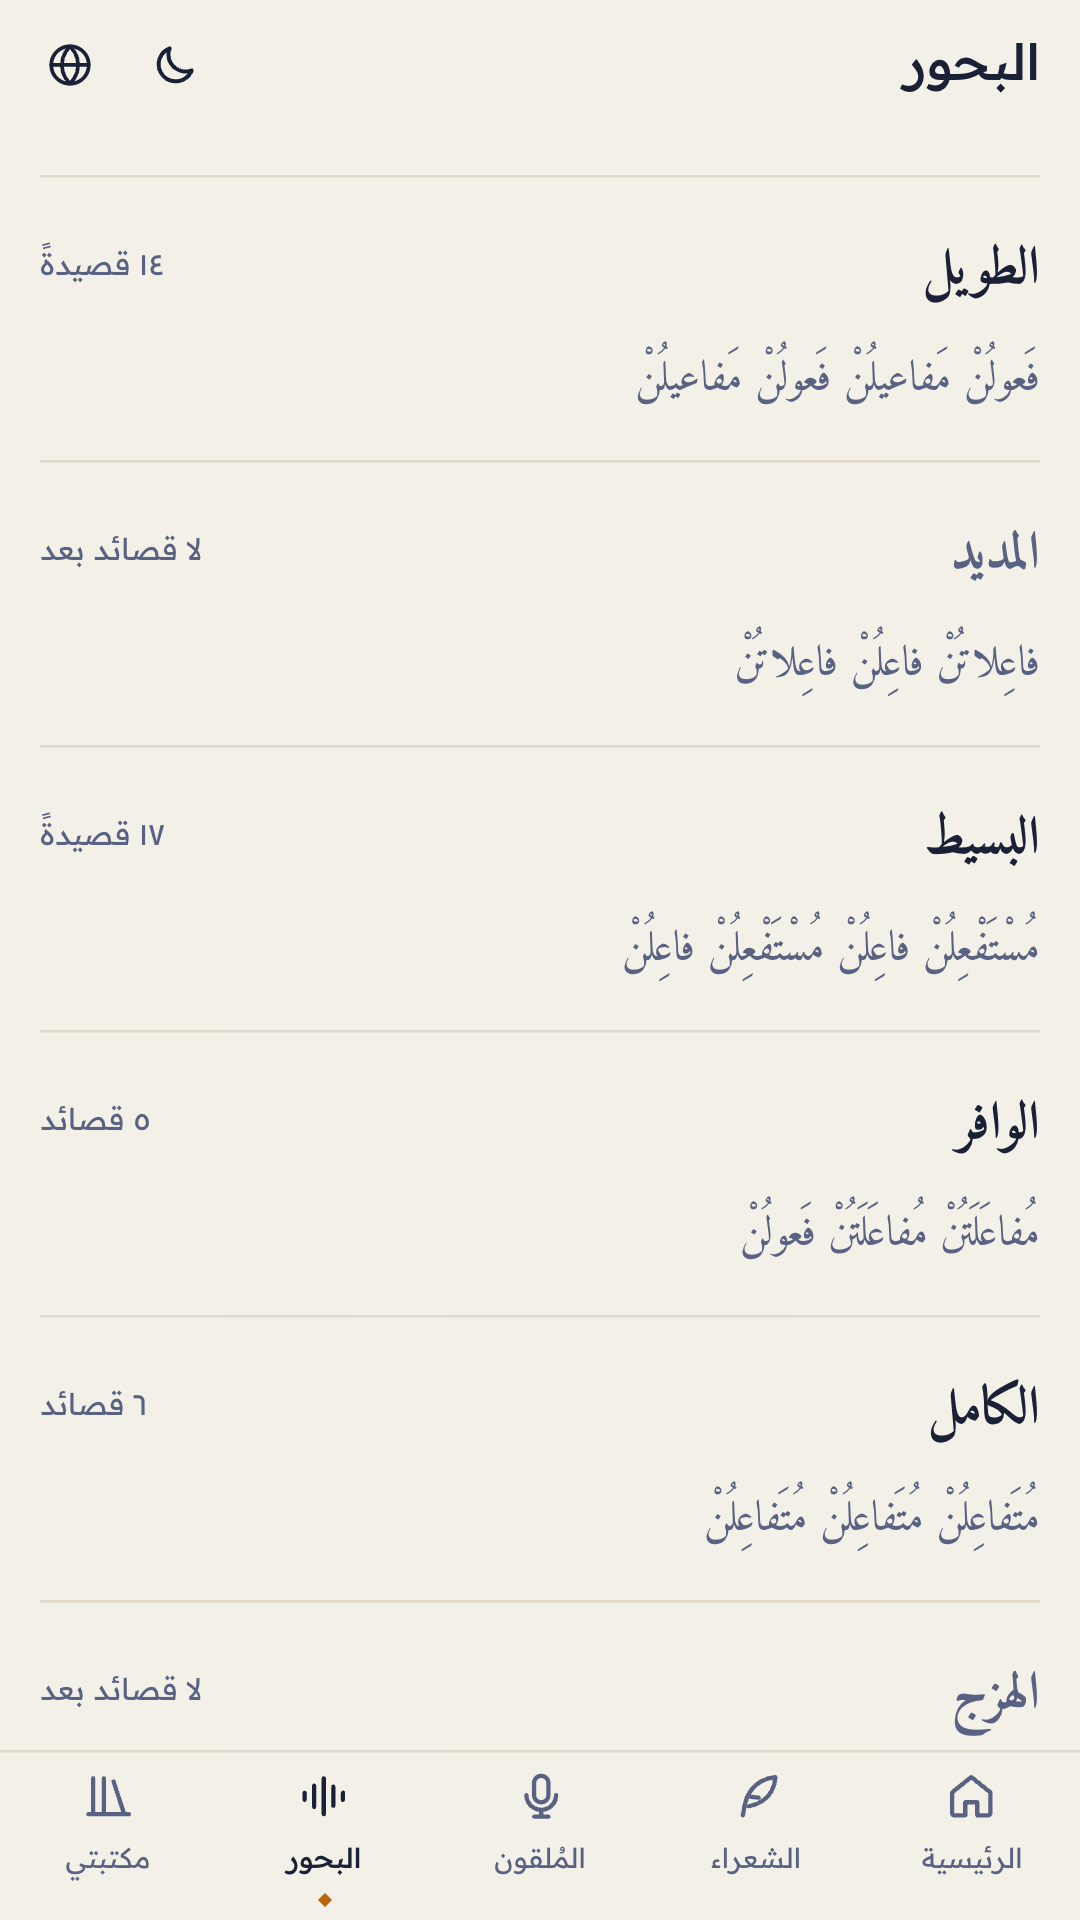 البحور
الطويل
١٤ قصيدةً
فَعولُنْ مَفاعيلُنْ فَعولُنْ مَفاعيلُنْ
المديد
لا قصائد بعد
فاعِلاتُنْ فاعِلُنْ فاعِلاتُنْ
البسيط
١٧ قصيدةً
مُسْتَفْعِلُنْ فاعِلُنْ مُسْتَفْعِلُنْ فاعِلُنْ
الوافر
٥ قصائد
مُفاعَلَتُنْ مُفاعَلَتُنْ فَعولُنْ
الكامل
٦ قصائد
مُتَفاعِلُنْ مُتَفاعِلُنْ مُتَفاعِلُنْ
الهزج
لا قصائد بعد
الرئيسية
الشعراء
المُلقون
البحور
مكتبتي